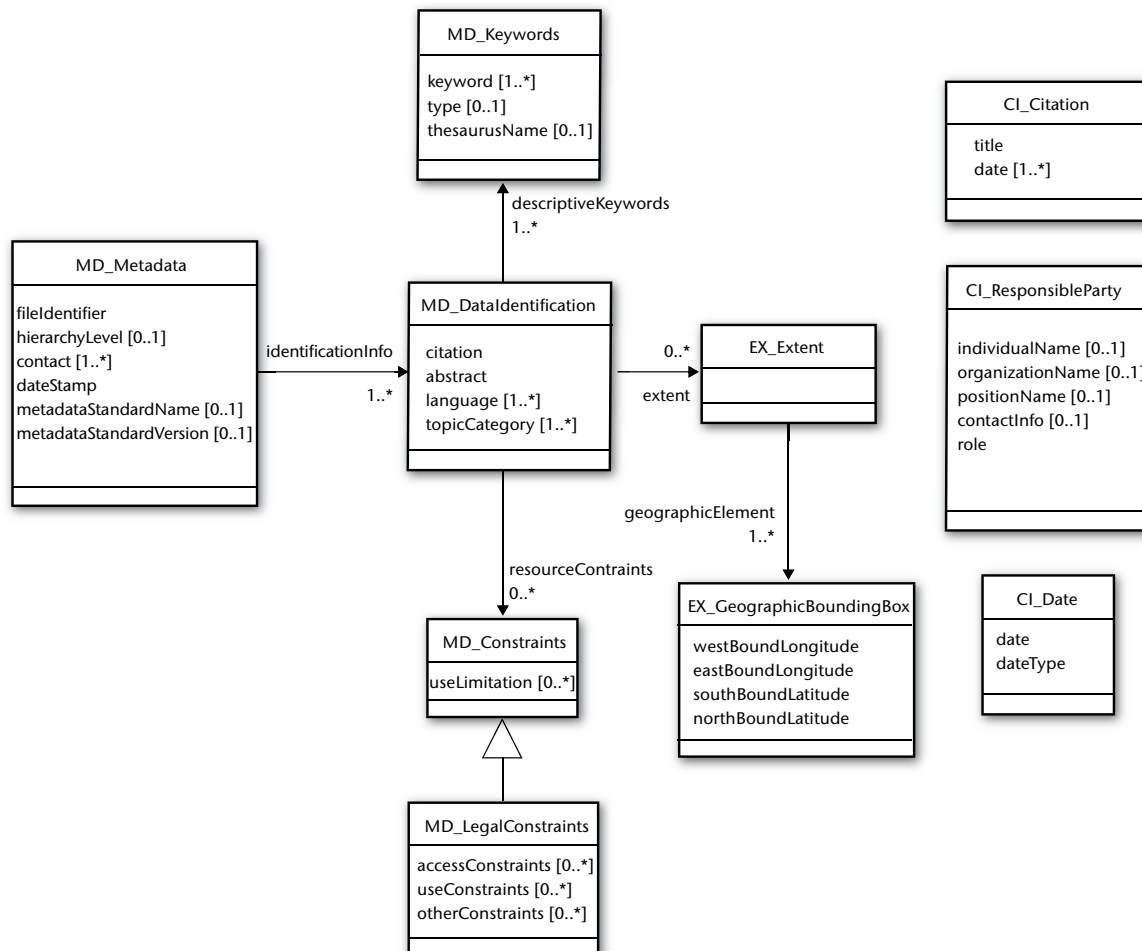 MD_Keywords
keyword [1..*]
type [0..1]
thesaurusName [0..1]
CI_Citation
title
date [1..*]
descriptiveKeywords
1..*
MD_Metadata
fileIdentifier
hierarchyLevel [0..1]
contact [1..*]
dateStamp
metadataStandardName [0..1]
metadataStandardVersion [0..1]
identificationInfo
1..*
MD_DataIdentification
citation
abstract
language [1..*]
topicCategory [1..*]
0..*
extent
EX_Extent
CI_ResponsibleParty
individualName [0..1]
organizationName [0..1]
positionName [0..1]
contactInfo [0..1]
role
geographicElement
1..*
resourceContraints
0..*
MD_Constraints
useLimitation [0..*]
EX_GeographicBoundingBox
westBoundLongitude
eastBoundLongitude
southBoundLatitude
northBoundLatitude
CI_Date
date
dateType
MD_LegalConstraints
accessConstraints [0..*]
useConstraints [0..*]
otherConstraints [0..*]